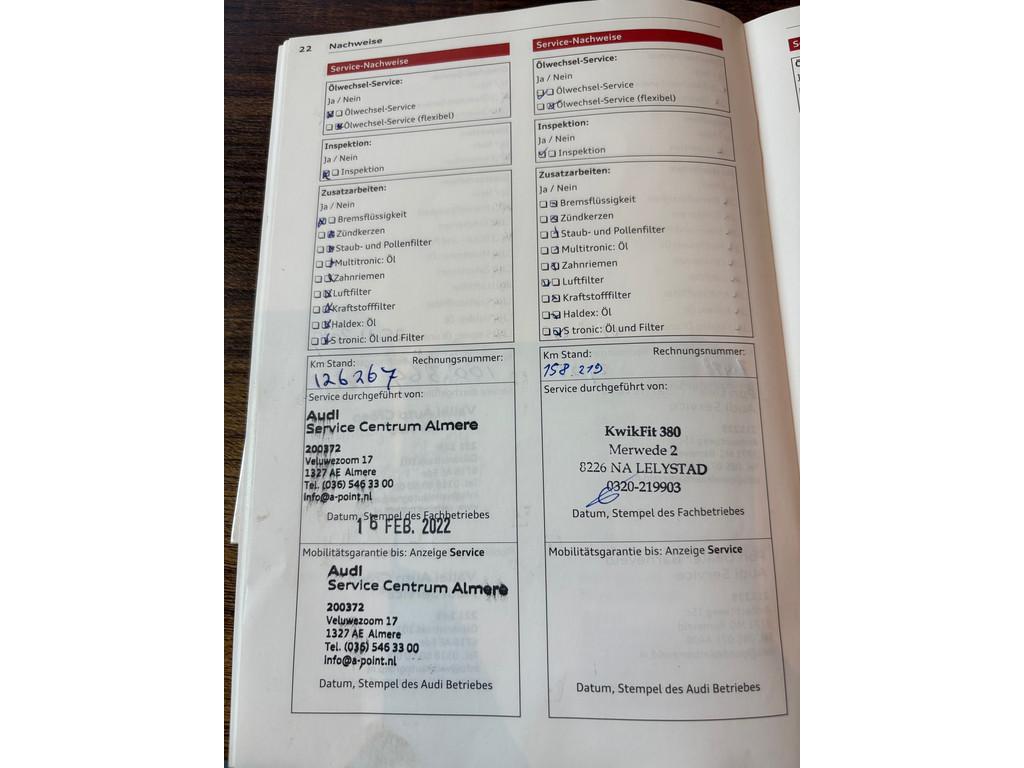 22 Nachweise
Service-Nachweise
Ölwechsel-Service:
Ja / Nein
Ölwechsel-Service
Ölwechsel-Service (flexibel)
Inspektion:
Ja / Nein
Inspektion
Zusatzarbeiten:
Ja / Nein
Bremsflüssigkeit
Zündkerzen
Staub- und Pollenfilter
Multitronic: Öl
Zahnriemen
Luftfilter
Kraftstofffilter
Haldex: Öl
S tronic: Öl und Filter
Km Stand: Rechnungsnummer:
126267
Service durchgeführt von:
Audi
Service Centrum Almere
200372
Veluwezoom 17
1327 AE Almere
Tel. (036) 546 33 00
info@a-point.nl
Datum, Stempel des Fachbetriebes
16 FEB. 2022
Mobilitätsgarantie bis: Anzeige Service
Audi
Service Centrum Almere
200372
Veluwezoom 17
1327 AE Almere
Tel. (036) 546 33 00
info@a-point.nl
Datum, Stempel des Audi Betriebes
Service-Nachweise
Ölwechsel-Service:
Ja / Nein
Ölwechsel-Service
Ölwechsel-Service (flexibel)
Inspektion:
Ja / Nein
Inspektion
Zusatzarbeiten:
Ja / Nein
Bremsflüssigkeit
Zündkerzen
Staub- und Pollenfilter
Multitronic: Öl
Zahnriemen
Luftfilter
Kraftstofffilter
Haldex: Öl
S tronic: Öl und Filter
Km Stand: Rechnungsnummer:
158.219
Service durchgeführt von:
KwikFit 380
Merwede 2
8226 NA LELYSTAD
0320-219903
Datum, Stempel des Fachbetriebes
Mobilitätsgarantie bis: Anzeige Service
Datum, Stempel des Audi Betriebes